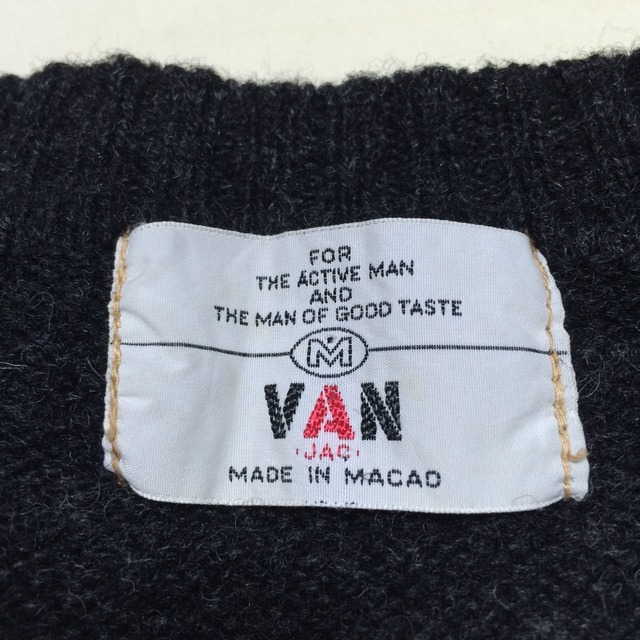 FOR
THE ACTIVE MAN
AND
THE MAN OF GOOD TASTE
M
VAN
·JAC·
MADE IN MACAO